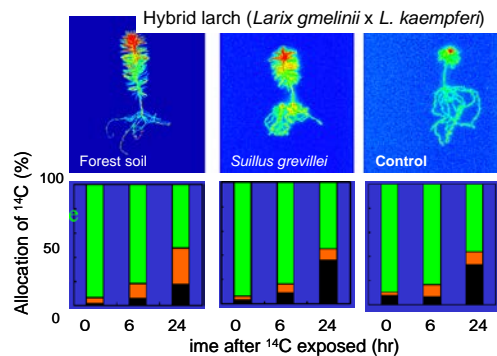 Hybrid larch (Larix gmelinii x L. kaempferi)
Forest soil
Suillus grevillei
Control
Allocation of ¹⁴C (%)
100
50
0
e
0 6 24
0 6 24
0 6 24
ime after ¹⁴C exposed (hr)